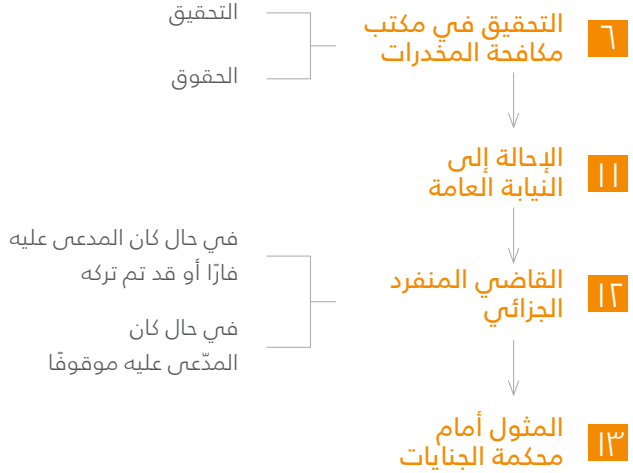 ٦
التحقيق في مكتب
مكافحة المخدرات
التحقيق
الحقوق
١١
الإحالة إلى
النيابة العامة
١٢
القاضي المنفرد
الجزائي
في حال كان المدعى عليه
فارًا أو قد تم تركه
في حال كان
المدّعى عليه موقوفًا
١٣
المثول أمام
محكمة الجنايات